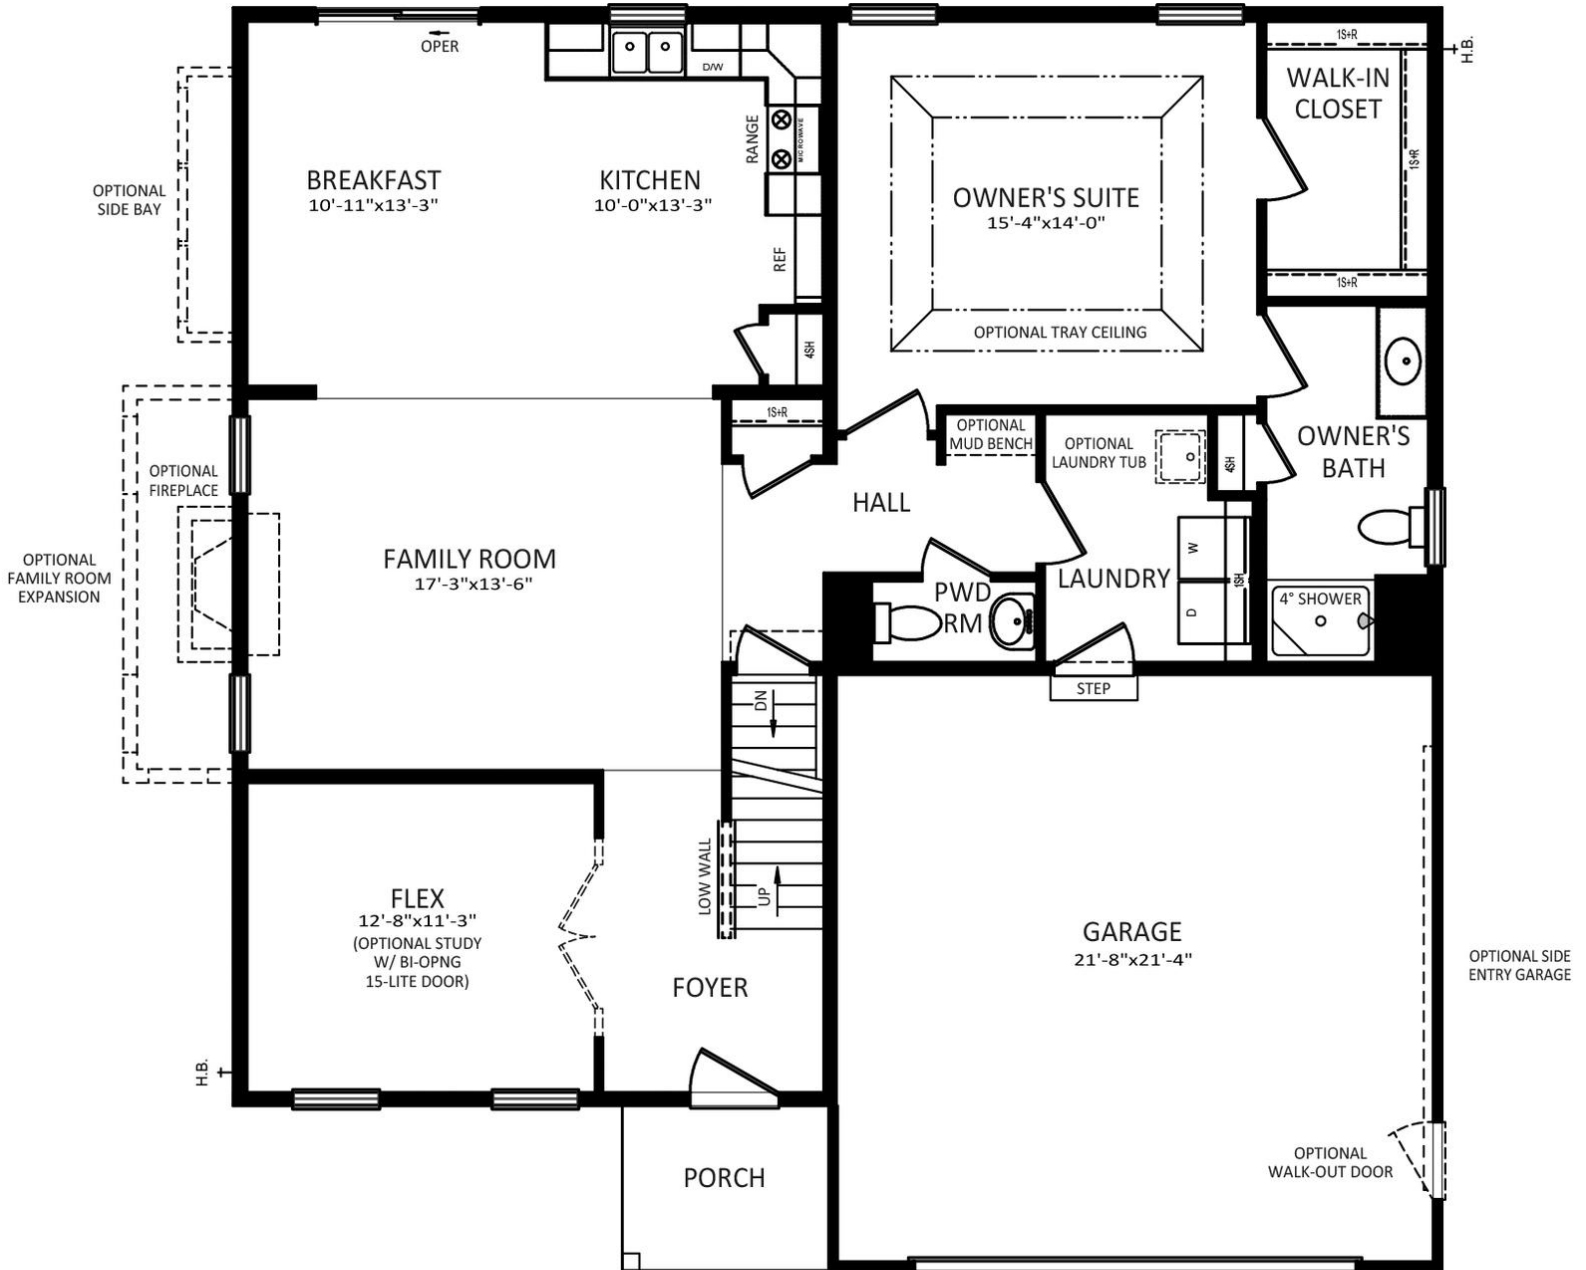 OPER
D/W
1S+R
H.B.
WALK-IN
CLOSET
1S+R
RANGE
MICROWAVE
OPTIONAL
SIDE BAY
BREAKFAST
10'-11"x13'-3"
KITCHEN
10'-0"x13'-3"
OWNER'S SUITE
15'-4"x14'-0"
REF
1S+R
OPTIONAL TRAY CEILING
4SH
1S+R
OPTIONAL
MUD BENCH
OPTIONAL
LAUNDRY TUB
4SH
OWNER'S
BATH
OPTIONAL
FIREPLACE
HALL
OPTIONAL
FAMILY ROOM
EXPANSION
FAMILY ROOM
17'-3"x13'-6"
W
LAUNDRY
1SH
PWD
RM
D
4° SHOWER
STEP
DN
LOW WALL
UP
FLEX
12'-8"x11'-3"
(OPTIONAL STUDY
W/ BI-OPNG
15-LITE DOOR)
GARAGE
21'-8"x21'-4"
OPTIONAL SIDE
ENTRY GARAGE
FOYER
H.B.
PORCH
OPTIONAL
WALK-OUT DOOR